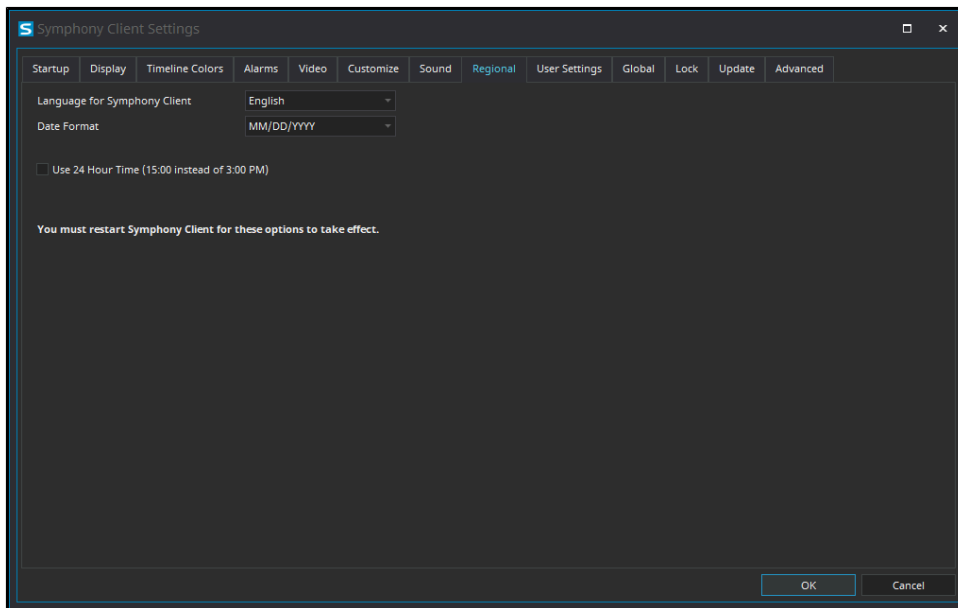 S Symphony Client Settings
Startup Display Timeline Colors Alarms Video Customize Sound Regional User Settings Global Lock Update Advanced
Language for Symphony Client English
Date Format MM/DD/YYYY
Use 24 Hour Time (15:00 instead of 3:00 PM)
You must restart Symphony Client for these options to take effect.
OK Cancel